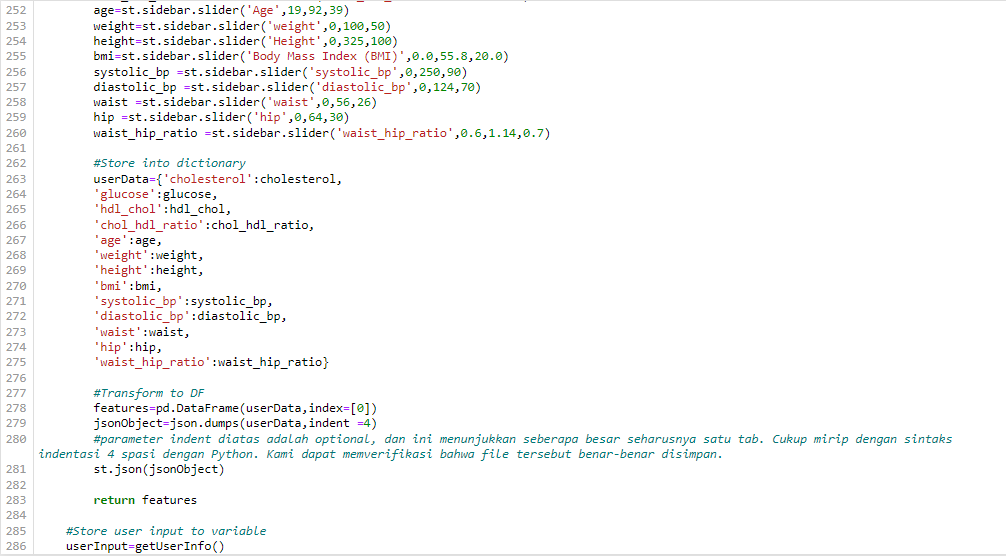 252 age=st.sidebar.slider('Age',19,92,39)
253 weight=st.sidebar.slider('weight',0,100,50)
254 height=st.sidebar.slider('Height',0,325,100)
255 bmi=st.sidebar.slider('Body Mass Index (BMI)',0.0,55.8,20.0)
256 systolic_bp =st.sidebar.slider('systolic_bp',0,250,90)
257 diastolic_bp =st.sidebar.slider('diastolic_bp',0,124,70)
258 waist =st.sidebar.slider('waist',0,56,26)
259 hip =st.sidebar.slider('hip',0,64,30)
260 waist_hip_ratio =st.sidebar.slider('waist_hip_ratio',0.6,1.14,0.7)
261
262 #Store into dictionary
263 userData={'cholesterol':cholesterol,
264 'glucose':glucose,
265 'hdl_chol':hdl_chol,
266 'chol_hdl_ratio':chol_hdl_ratio,
267 'age':age,
268 'weight':weight,
269 'height':height,
270 'bmi':bmi,
271 'systolic_bp':systolic_bp,
272 'diastolic_bp':diastolic_bp,
273 'waist':waist,
274 'hip':hip,
275 'waist_hip_ratio':waist_hip_ratio}
276
277 #Transform to DF
278 features=pd.DataFrame(userData,index=[0])
279 jsonObject=json.dumps(userData,indent =4)
280 #parameter indent diatas adalah optional, dan ini menunjukkan seberapa besar seharusnya satu tab. Cukup mirip dengan sintaks
indentasi 4 spasi dengan Python. Kami dapat memverifikasi bahwa file tersebut benar-benar disimpan.
281 st.json(jsonObject)
282
283 return features
284
285 #Store user input to variable
286 userInput=getUserInfo()